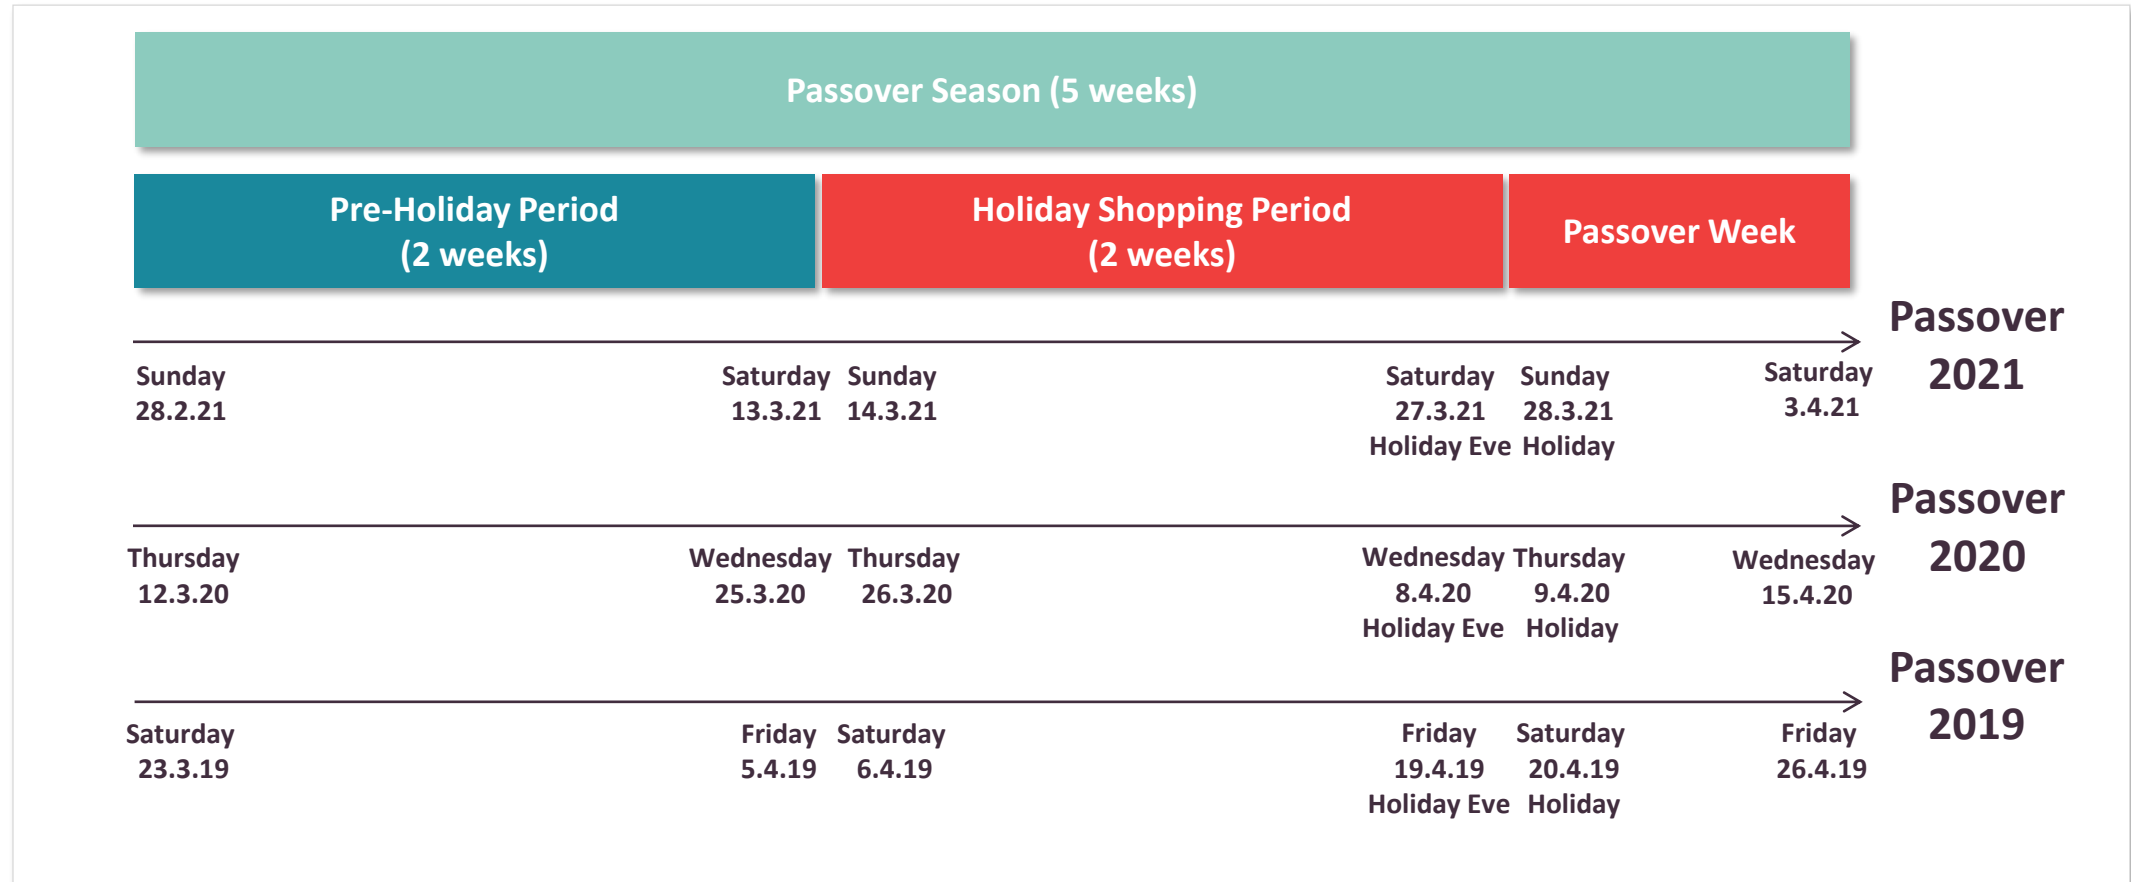 Passover Season (5 weeks)
Pre-Holiday Period
(2 weeks)
Holiday Shopping Period
(2 weeks)
Passover Week
Passover
2021
Sunday
28.2.21
Saturday
13.3.21
Sunday
14.3.21
Saturday
27.3.21
Holiday Eve
Sunday
28.3.21
Holiday
Saturday
3.4.21
Passover
2020
Thursday
12.3.20
Wednesday
25.3.20
Thursday
26.3.20
Wednesday
8.4.20
Holiday Eve
Thursday
9.4.20
Holiday
Wednesday
15.4.20
Passover
2019
Saturday
23.3.19
Friday
5.4.19
Saturday
6.4.19
Friday
19.4.19
Holiday Eve
Saturday
20.4.19
Holiday
Friday
26.4.19